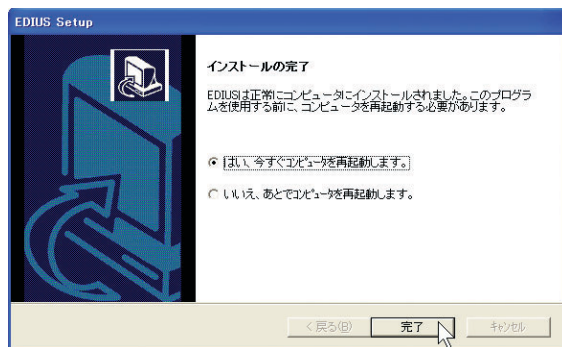 EDIUS Setup
インストールの完了
EDIUSは正常にコンピュータにインストールされました。このプログラ
ムを使用する前に、コンピュータを再起動する必要があります。
はい、今すぐｺﾝﾋﾟｭｰﾀを再起動します。
いいえ、あとでｺﾝﾋﾟｭｰﾀを再起動します。
< 戻る(B)
完了
ｷｬﾝｾﾙ